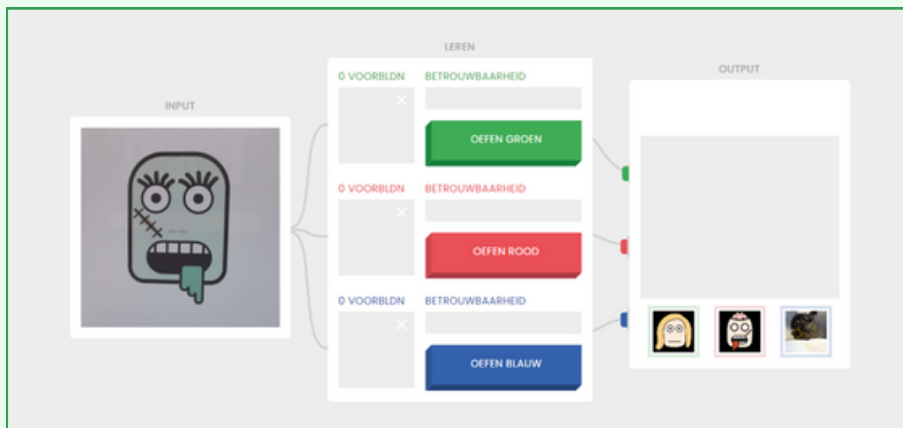 LEREN
OUTPUT
INPUT
0 VOORBLDN BETROUWBAARHEID
OEFEN GROEN
0 VOORBLDN BETROUWBAARHEID
OEFEN ROOD
0 VOORBLDN BETROUWBAARHEID
OEFEN BLAUW